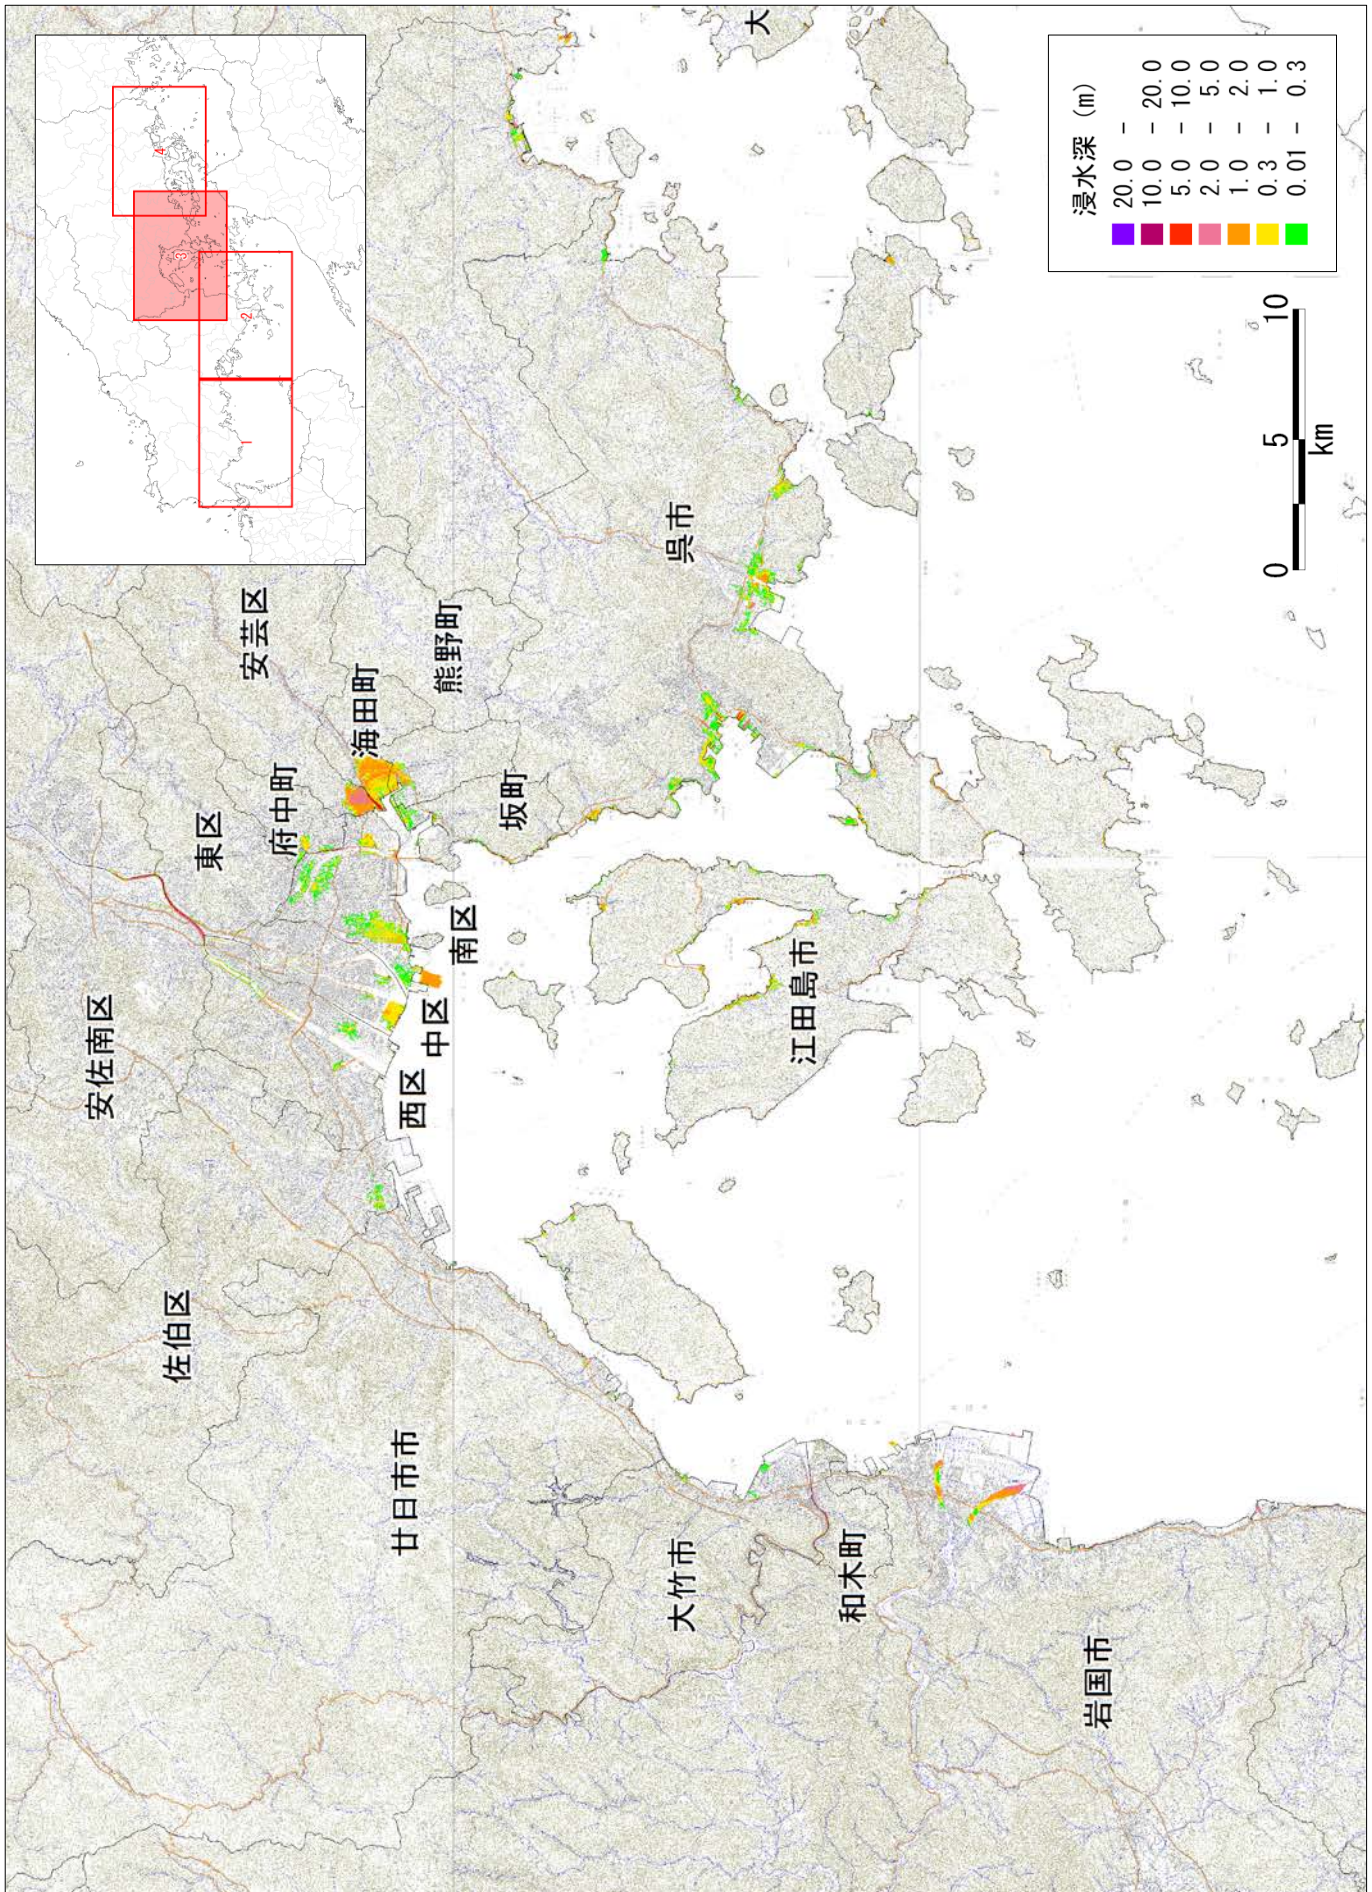 4
3
2
1
大
浸水深 (m)
20.0 -
10.0 - 20.0
5.0 - 10.0
2.0 - 5.0
1.0 - 2.0
0.3 - 1.0
0.01 - 0.3
0 5 10
km
安芸区
海田町
熊野町
府中町
東区
坂町
呉市
安佐南区
南区
中区
西区
江田島市
佐伯区
廿日市市
大竹市
和木町
岩国市